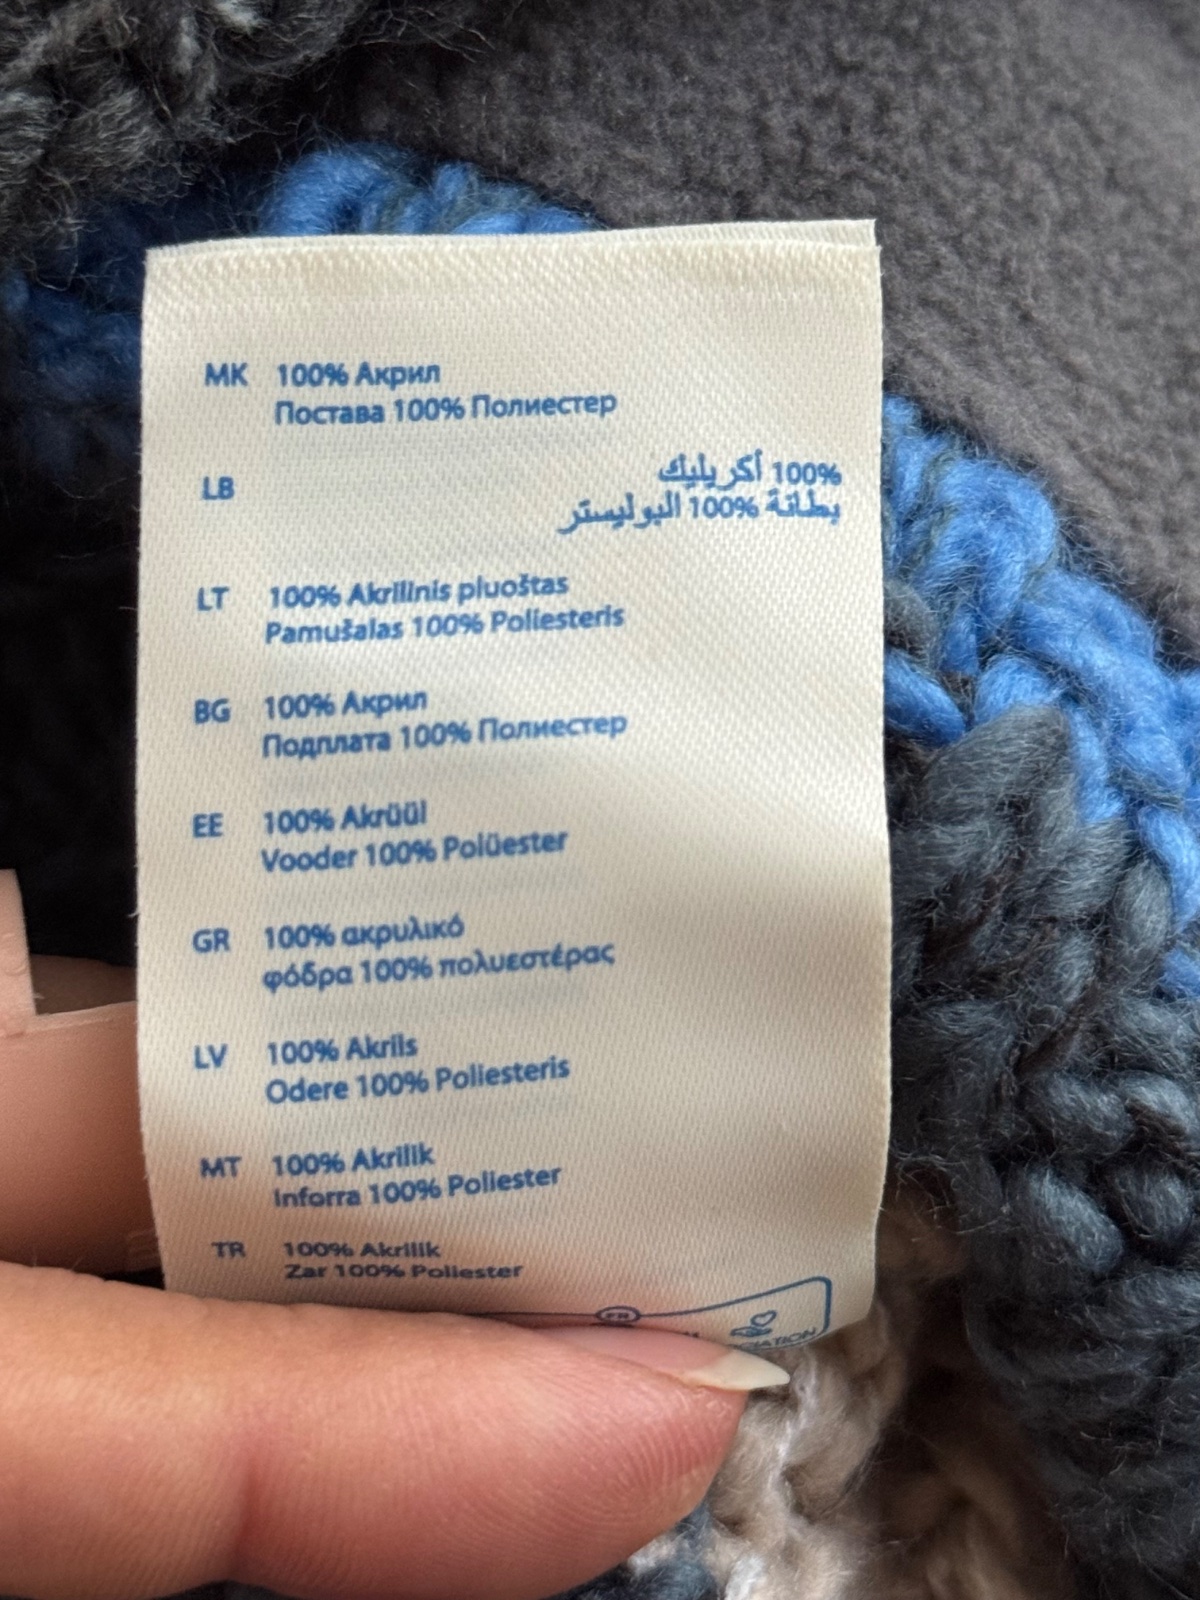 MK 100% Акрил
Постава 100% Полиестер
LB 100% أكريليك
بطانة 100% البوليستر
LT 100% Akrilinis pluoštas
Pamušalas 100% Poliesteris
BG 100% Акрил
Подплата 100% Полиестер
EE 100% Akrüül
Vooder 100% Polüester
GR 100% ακρυλικό
φόδρα 100% πολυεστέρας
LV 100% Akrils
Odere 100% Poliesteris
MT 100% Akrilik
Inforra 100% Poliester
TR 100% Akrilik
Zar 100% Poliester
FR